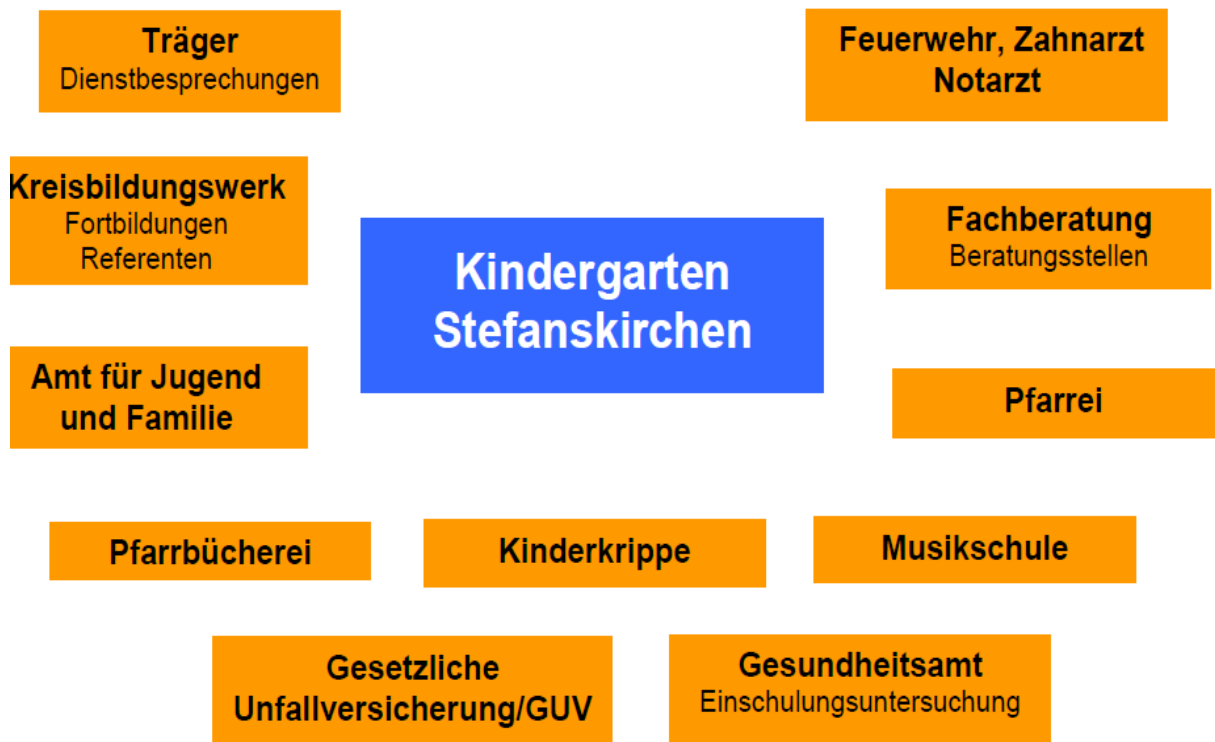 Träger
Dienstbesprechungen
Feuerwehr, Zahnarzt
Notarzt
Kreisbildungswerk
Fortbildungen
Referenten
Fachberatung
Beratungsstellen
Kindergarten
Stefanskirchen
Amt für Jugend
und Familie
Pfarrei
Pfarrbücherei
Kinderkrippe
Musikschule
Gesetzliche
Unfallversicherung/GUV
Gesundheitsamt
Einschulungsuntersuchung